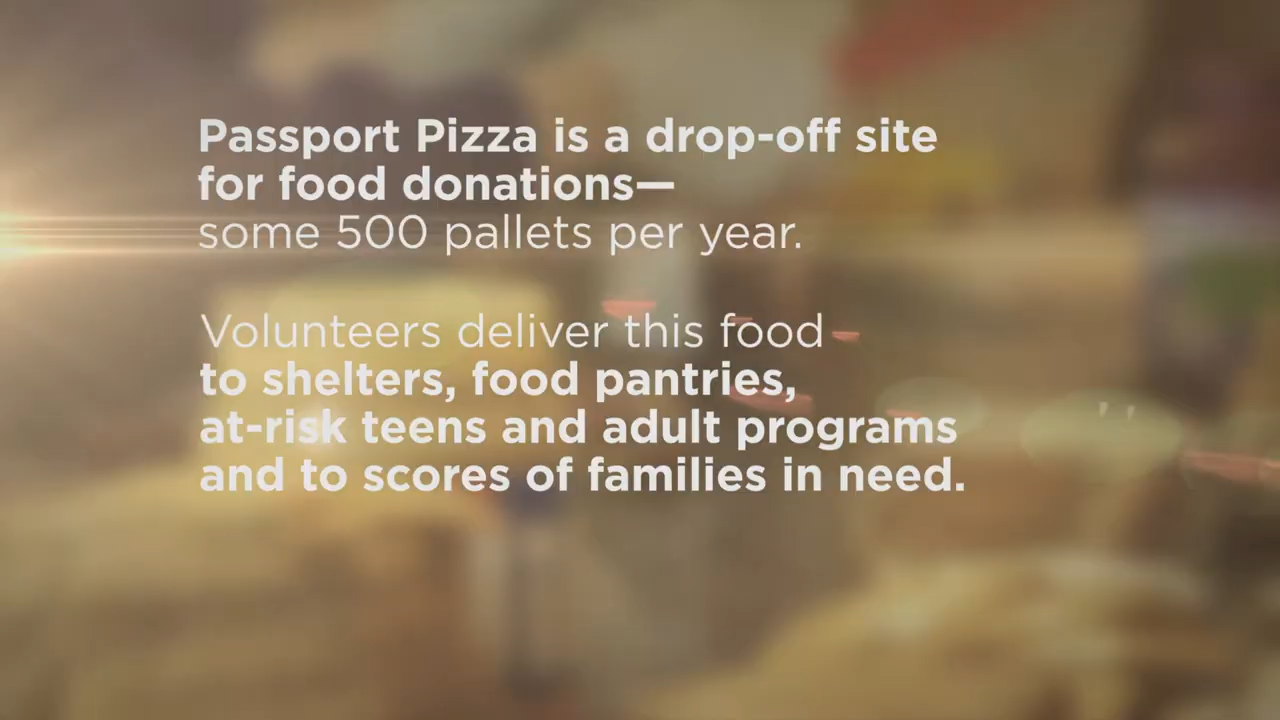 Passport Pizza is a drop-off site
for food donations—
some 500 pallets per year.
Volunteers deliver this food
to shelters, food pantries,
at-risk teens and adult programs
and to scores of families in need.